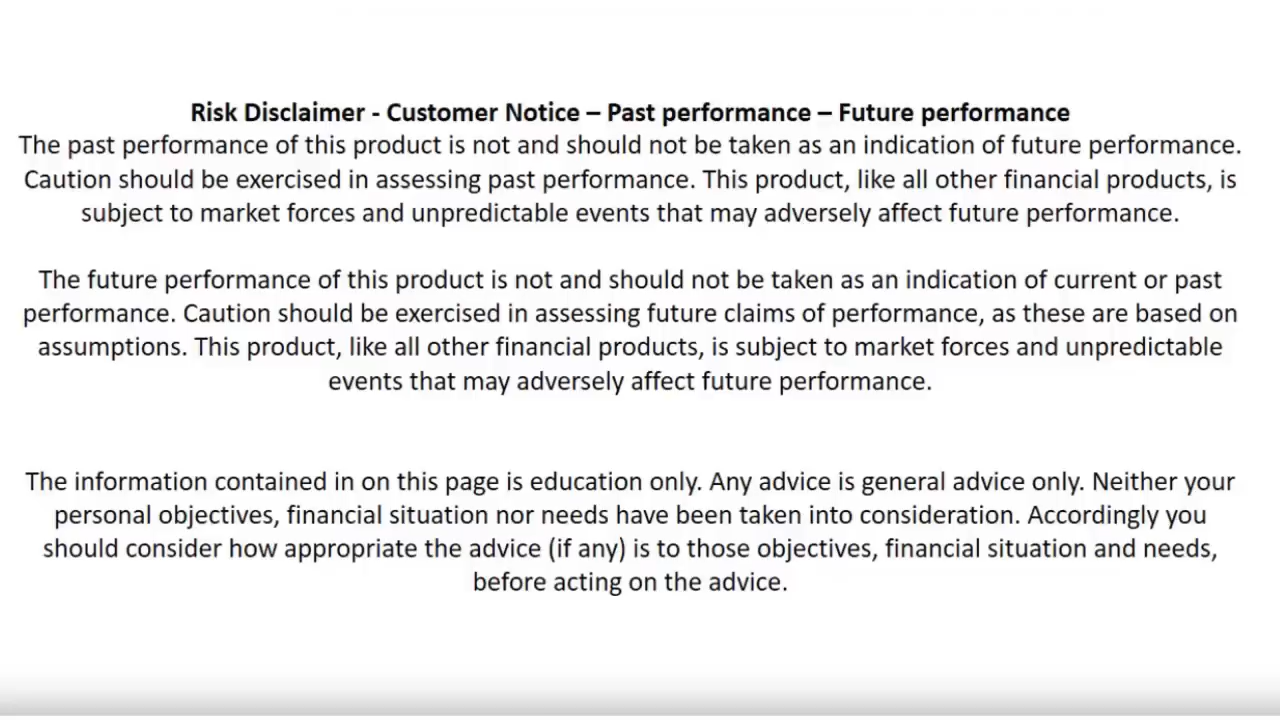 Risk Disclaimer - Customer Notice – Past performance – Future performance
The past performance of this product is not and should not be taken as an indication of future performance.
Caution should be exercised in assessing past performance. This product, like all other financial products, is
subject to market forces and unpredictable events that may adversely affect future performance.
The future performance of this product is not and should not be taken as an indication of current or past
performance. Caution should be exercised in assessing future claims of performance, as these are based on
assumptions. This product, like all other financial products, is subject to market forces and unpredictable
events that may adversely affect future performance.
The information contained in on this page is education only. Any advice is general advice only. Neither your
personal objectives, financial situation nor needs have been taken into consideration. Accordingly you
should consider how appropriate the advice (if any) is to those objectives, financial situation and needs,
before acting on the advice.